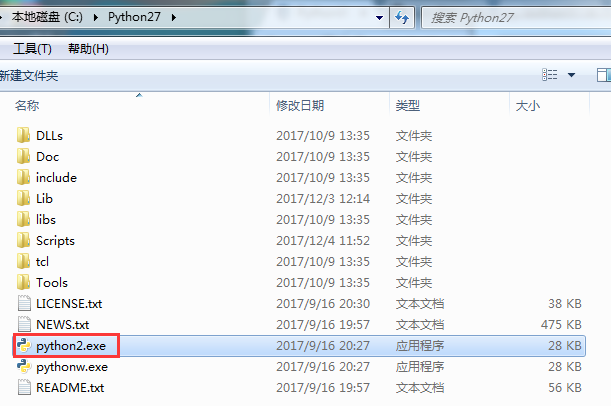 本地磁盘 (C:) Python27 搜索 Python27
工具(T) 帮助(H)
新建文件夹
名称 修改日期 类型 大小
DLLs 2017/10/9 13:35 文件夹
Doc 2017/10/9 13:35 文件夹
include 2017/10/9 13:35 文件夹
Lib 2017/12/3 12:14 文件夹
libs 2017/10/9 13:35 文件夹
Scripts 2017/12/4 11:52 文件夹
tcl 2017/10/9 13:35 文件夹
Tools 2017/10/9 13:35 文件夹
LICENSE.txt 2017/9/16 20:30 文本文档 38 KB
NEWS.txt 2017/9/16 19:57 文本文档 475 KB
python2.exe 2017/9/16 20:27 应用程序 28 KB
pythonw.exe 2017/9/16 20:27 应用程序 28 KB
README.txt 2017/9/16 19:57 文本文档 56 KB